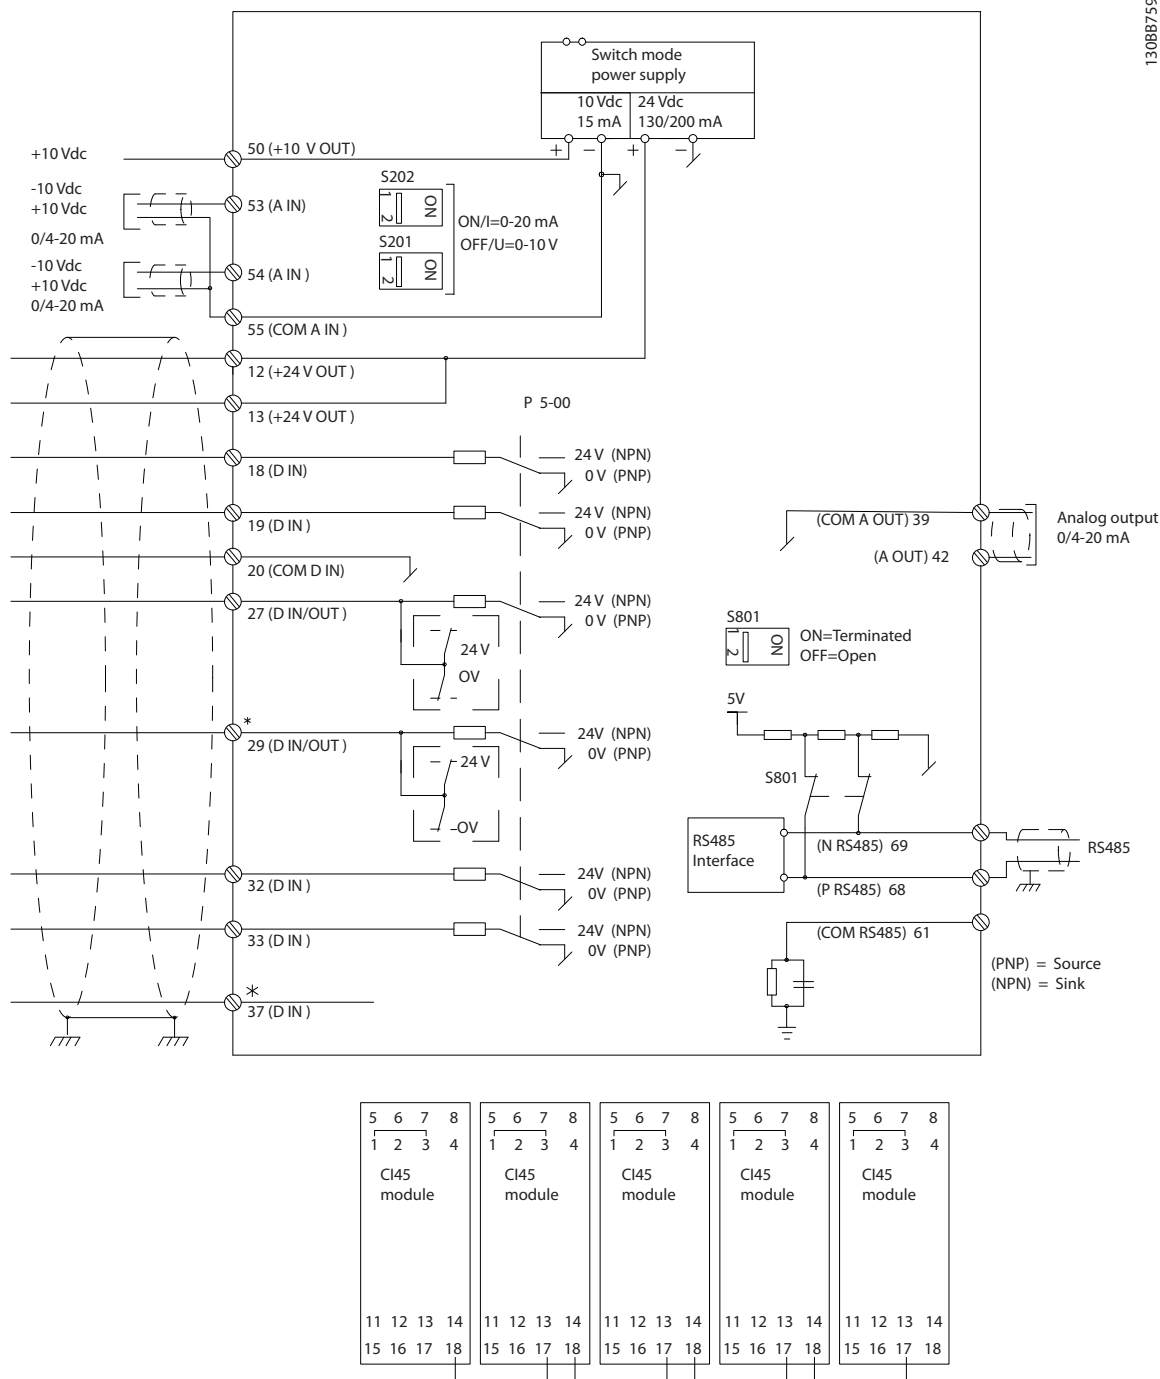 130BB759
Switch mode
power supply
10 Vdc
15 mA
24 Vdc
130/200 mA
+ - + -
+10 Vdc
50 (+10 V OUT)
-10 Vdc
+10 Vdc
0/4-20 mA
53 (A IN)
S202
1 2 ON
ON/I=0-20 mA
OFF/U=0-10 V
S201
1 2 ON
-10 Vdc
+10 Vdc
0/4-20 mA
54 (A IN )
55 (COM A IN )
12 (+24 V OUT )
13 (+24 V OUT )
P 5-00
18 (D IN)
24 V (NPN)
0 V (PNP)
19 (D IN )
24 V (NPN)
0 V (PNP)
(COM A OUT) 39
Analog output
0/4-20 mA
(A OUT) 42
20 (COM D IN)
27 (D IN/OUT )
24 V (NPN)
0 V (PNP)
24 V
OV
S801
1 2 ON
ON=Terminated
OFF=Open
*
29 (D IN/OUT )
24V (NPN)
0V (PNP)
24 V
OV
5V
S801
RS485
Interface
(N RS485) 69
RS485
(P RS485) 68
32 (D IN )
24V (NPN)
0V (PNP)
33 (D IN )
24V (NPN)
0V (PNP)
(COM RS485) 61
(PNP) = Source
(NPN) = Sink
*
37 (D IN )
5 6 7 8
1 2 3 4
CI45
module
11 12 13 14
15 16 17 18
5 6 7 8
1 2 3 4
CI45
module
11 12 13 14
15 16 17 18
5 6 7 8
1 2 3 4
CI45
module
11 12 13 14
15 16 17 18
5 6 7 8
1 2 3 4
CI45
module
11 12 13 14
15 16 17 18
5 6 7 8
1 2 3 4
CI45
module
11 12 13 14
15 16 17 18